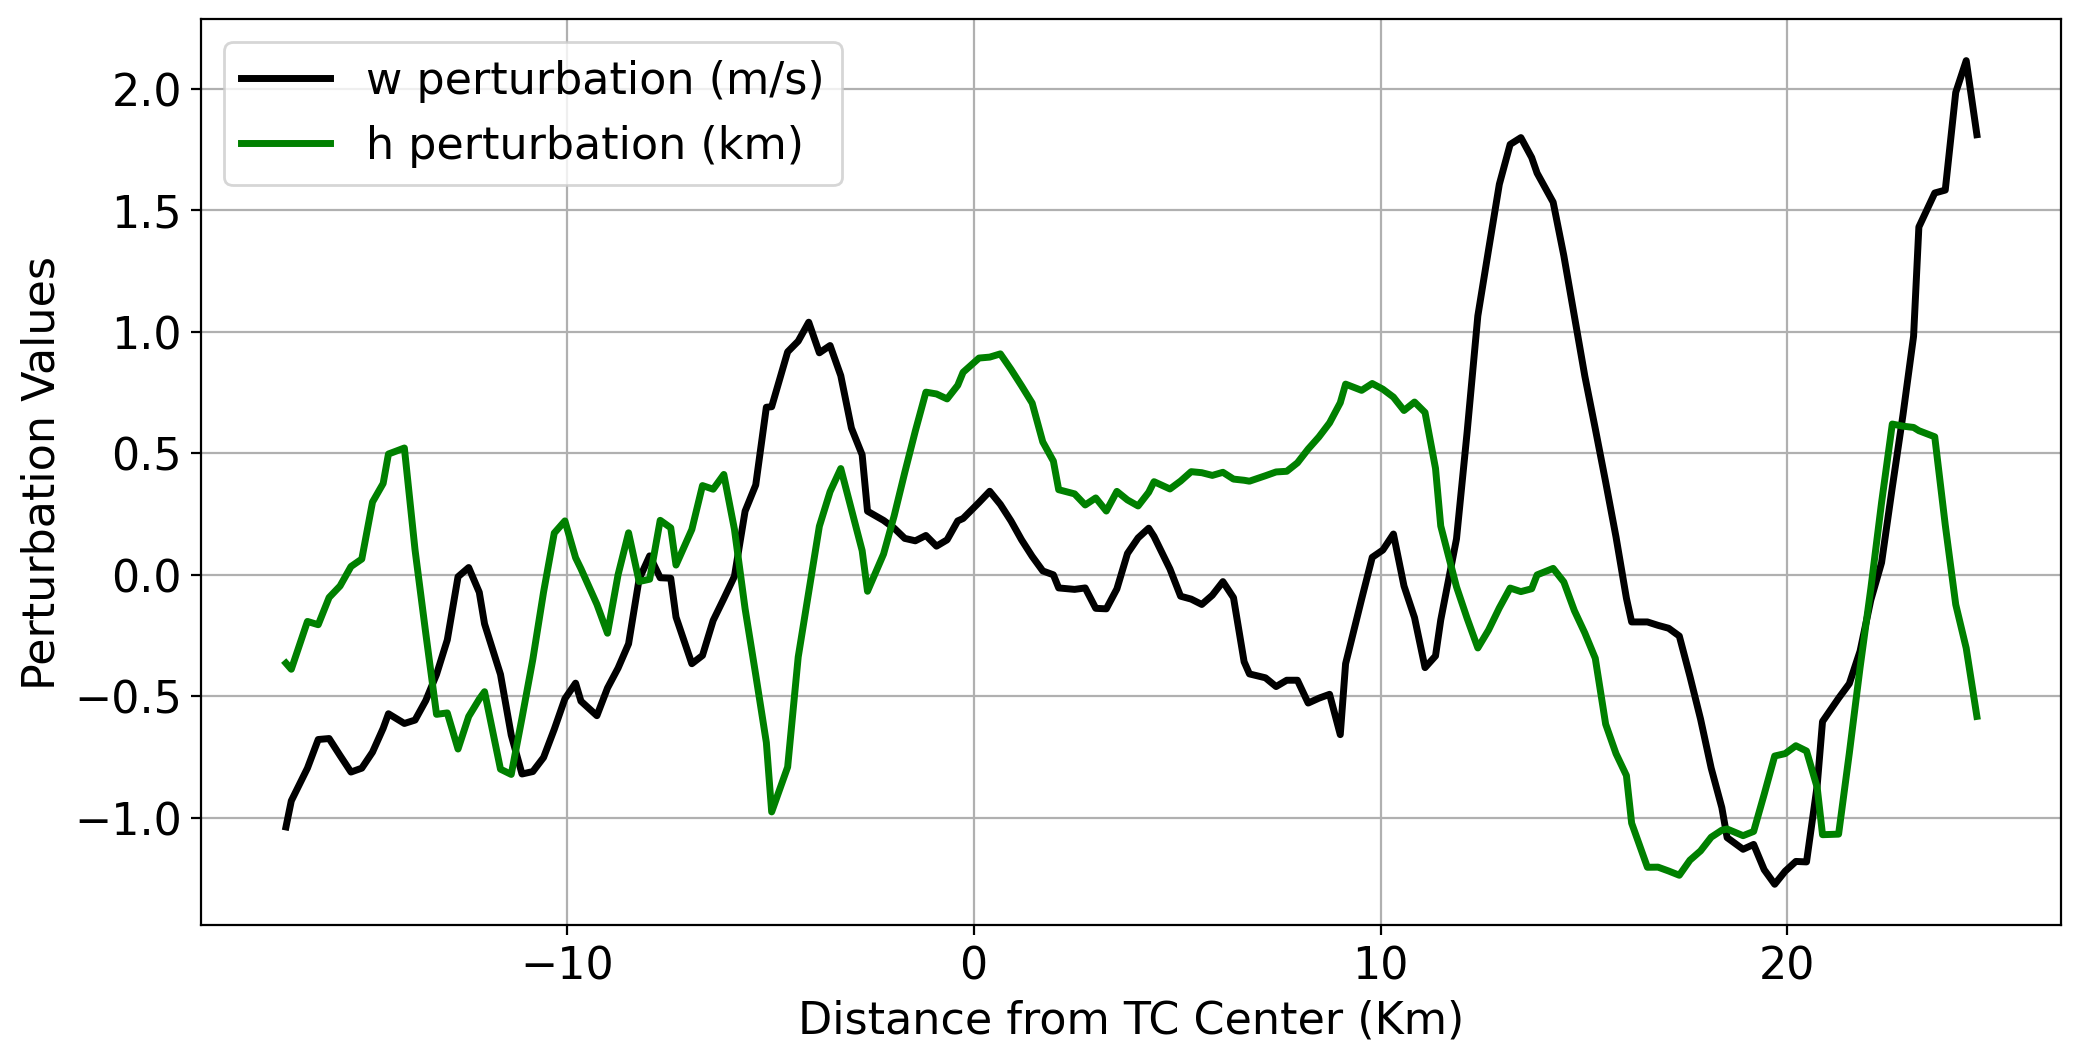 w perturbation (m/s)
h perturbation (km)
2.0
1.5
1.0
0.5
0.0
−0.5
−1.0
Perturbation Values
−10 0 10 20
Distance from TC Center (Km)